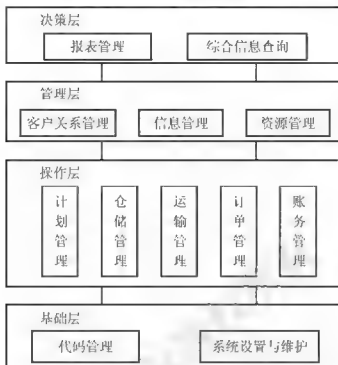 决策层
报表管理 综合信息查询
管理层
客户关系管理 信息管理 资源管理
操作层
计划管理 仓储管理 运输管理 订单管理 账务管理
基础层
代码管理 系统设置与维护